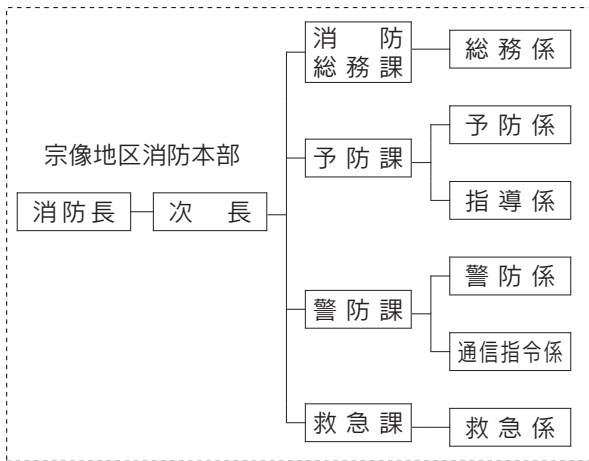 宗像地区消防本部
消防長
次長
消防
総務課
総務係
予防課
予防係
指導係
警防課
警防係
通信指令係
救急課
救急係